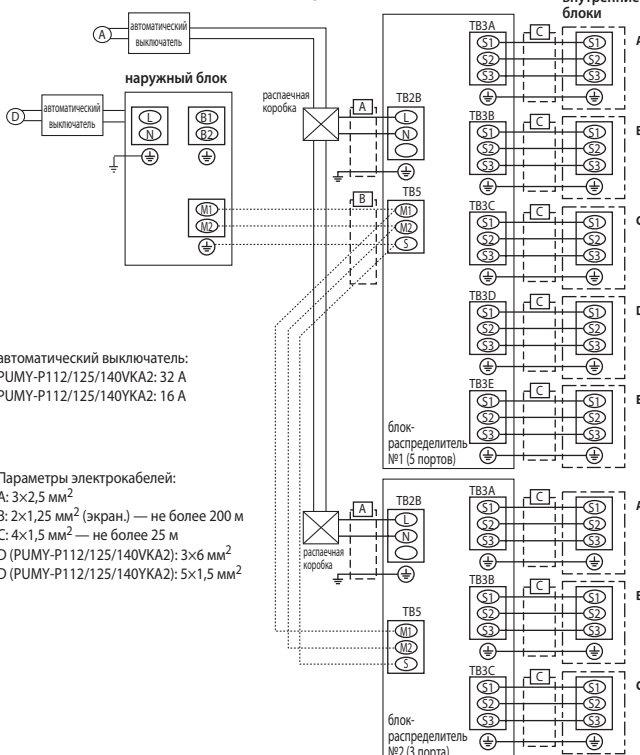 внутренние
блоки
A
автоматический
выключатель
наружный блок
D
автоматический
выключатель
L
N
B1
B2
M1
M2
распаечная
коробка
A
B
TB2B
L
N
TB5
M1
M2
S
TB3A
S1
S2
S3
C
S1
S2
S3
A
TB3B
S1
S2
S3
C
S1
S2
S3
B
TB3C
S1
S2
S3
C
S1
S2
S3
C
TB3D
S1
S2
S3
C
S1
S2
S3
D
TB3E
S1
S2
S3
C
S1
S2
S3
E
блок-
распределитель
№1 (5 портов)
автоматический выключатель:
PUMY-P112/125/140VKA2: 32 А
PUMY-P112/125/140YKA2: 16 А
Параметры электрокабелей:
A: 3×2,5 мм²
B: 2×1,25 мм² (экран.) — не более 200 м
C: 4×1,5 мм² — не более 25 м
D (PUMY-P112/125/140VKA2): 3×6 мм²
D (PUMY-P112/125/140YKA2): 5×1,5 мм²
распаечная
коробка
A
TB2B
L
N
TB5
M1
M2
S
TB3A
S1
S2
S3
C
S1
S2
S3
A
TB3B
S1
S2
S3
C
S1
S2
S3
B
TB3C
S1
S2
S3
C
S1
S2
S3
C
блок-
распределитель
№2 (3 порта)